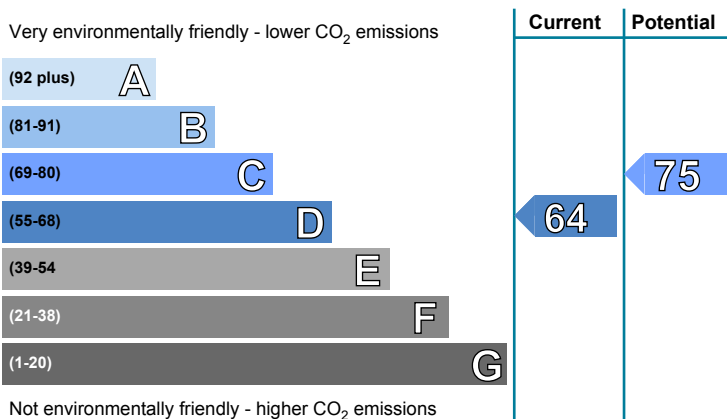 Very environmentally friendly - lower CO2 emissions
Current
Potential
(92 plus) A
(81-91) B
(69-80) C
75
(55-68) D
64
(39-54 E
(21-38) F
(1-20) G
Not environmentally friendly - higher CO2 emissions